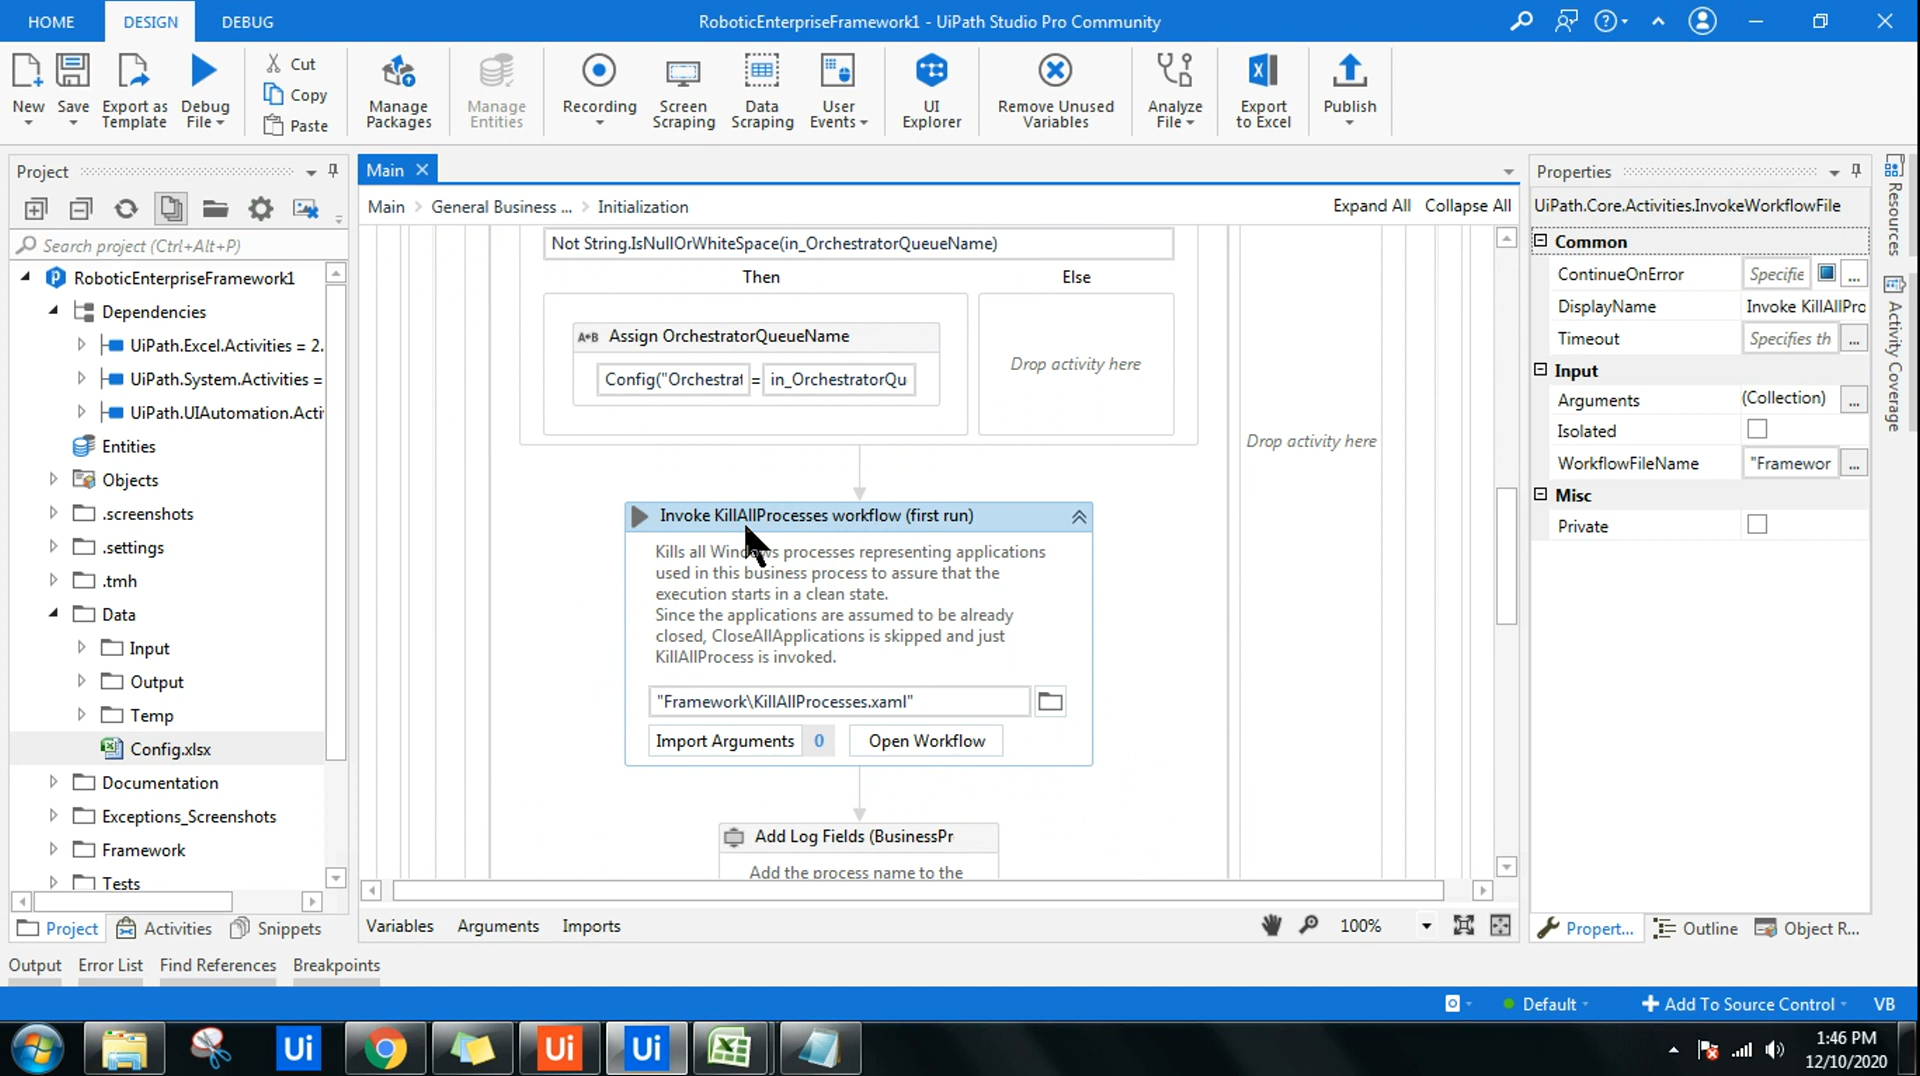 HOME
DESIGN
DEBUG
RoboticEnterpriseFramework1 - UiPath Studio Pro Community
New
Save
Export as
Template
Debug
File
Cut
Copy
Paste
Manage
Packages
Manage
Entities
Recording
Screen
Scraping
Data
Scraping
User
Events
UI
Explorer
Remove Unused
Variables
Analyze
File
Export
to Excel
Publish
Project
Search project (Ctrl+Alt+P)
RoboticEnterpriseFramework1
Dependencies
UiPath.Excel.Activities = 2.
UiPath.System.Activities =
UiPath.UIAutomation.Acti
Entities
Objects
.screenshots
.settings
.tmh
Data
Input
Output
Temp
Config.xlsx
Documentation
Exceptions_Screenshots
Framework
Tests
Project
Activities
Snippets
Main
Main > General Business ... > Initialization
Expand All
Collapse All
Not String.IsNullOrWhiteSpace(in_OrchestratorQueueName)
Then
Else
A+B Assign OrchestratorQueueName
Config("Orchestrat = in_OrchestratorQu
Drop activity here
Drop activity here
Invoke KillAllProcesses workflow (first run)
Kills all Windows processes representing applications
used in this business process to assure that the
execution starts in a clean state.
Since the applications are assumed to be already
closed, CloseAllApplications is skipped and just
KillAllProcess is invoked.
"Framework\KillAllProcesses.xaml"
Import Arguments 0
Open Workflow
Add Log Fields (BusinessPr
Add the process name to the
Variables
Arguments
Imports
100%
Properties
UiPath.Core.Activities.InvokeWorkflowFile
Common
ContinueOnError Specifie ...
DisplayName Invoke KillAllPro
Timeout Specifies th ...
Input
Arguments (Collection) ...
Isolated
WorkflowFileName "Framewor ...
Misc
Private
Propert...
Outline
Object R...
Resources
Activity Coverage
Output
Error List
Find References
Breakpoints
Default
Add To Source Control
VB
Ui
Ui
Ui
1:46 PM
12/10/2020